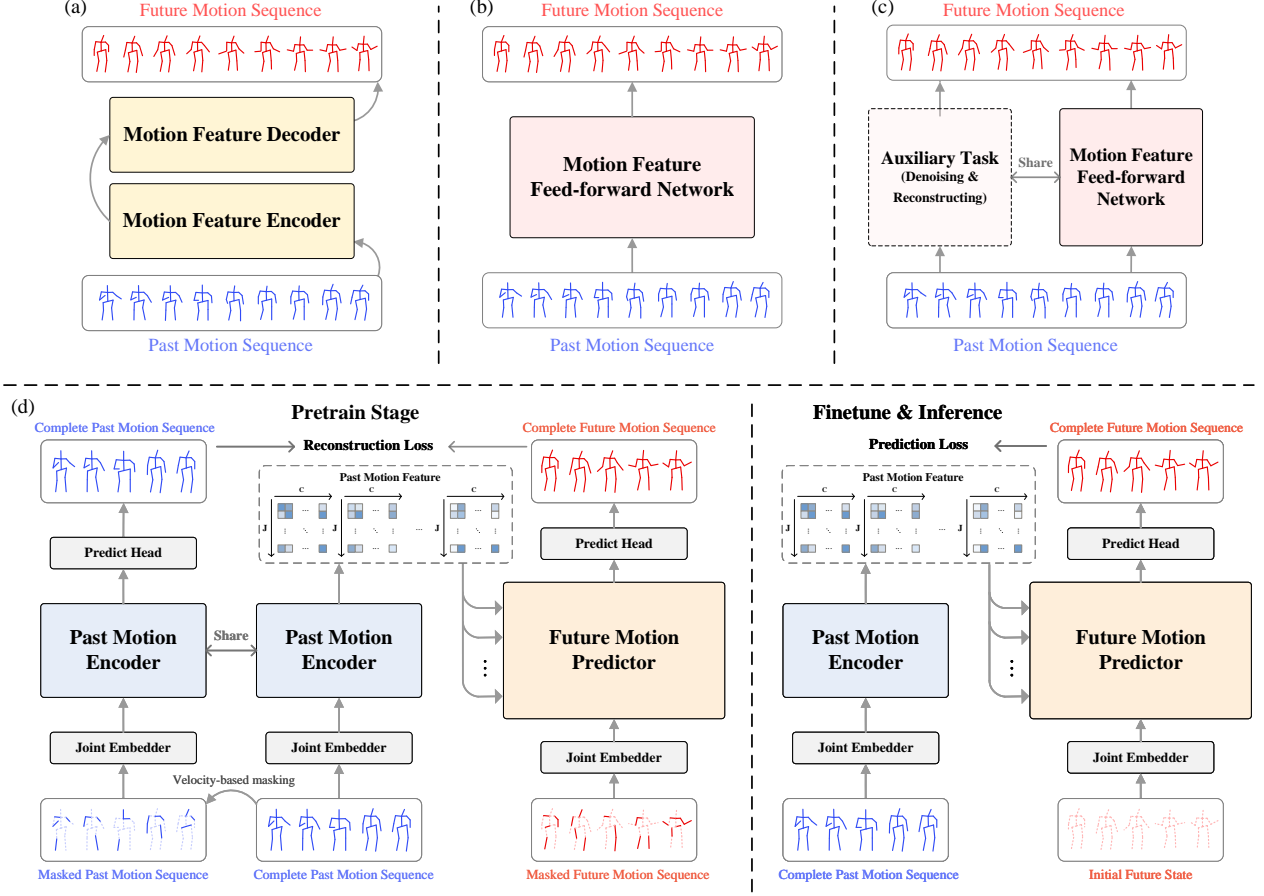 (a)
Future Motion Sequence
Motion Feature Decoder
Motion Feature Encoder
Past Motion Sequence
(b)
Future Motion Sequence
Motion Feature
Feed-forward Network
Past Motion Sequence
(c)
Future Motion Sequence
Auxiliary Task
(Denoising &
Reconstructing)
Share
Motion Feature
Feed-forward
Network
Past Motion Sequence
(d)
Pretrain Stage
Complete Past Motion Sequence
Reconstruction Loss
Complete Future Motion Sequence
Past Motion Feature
C
C
C
J
J
...
J
Predict Head
Predict Head
Past Motion
Encoder
Share
Past Motion
Encoder
Future Motion
Predictor
Joint Embedder
Joint Embedder
Joint Embedder
Velocity-based masking
Masked Past Motion Sequence
Complete Past Motion Sequence
Masked Future Motion Sequence
Finetune & Inference
Prediction Loss
Complete Future Motion Sequence
Past Motion Feature
C
C
C
J
J
...
J
Predict Head
Past Motion
Encoder
Future Motion
Predictor
Joint Embedder
Joint Embedder
Complete Past Motion Sequence
Initial Future State